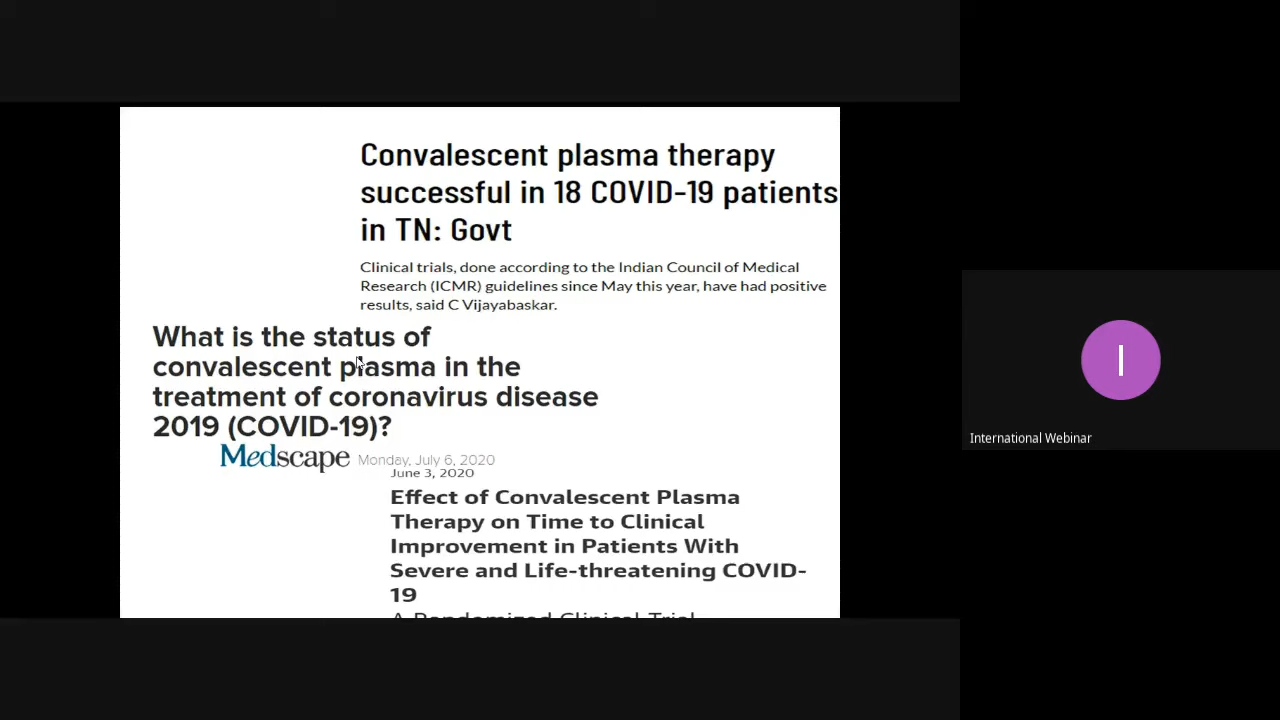 Convalescent plasma therapy
successful in 18 COVID-19 patients
in TN: Govt
Clinical trials, done according to the Indian Council of Medical
Research (ICMR) guidelines since May this year, have had positive
results, said C Vijayabaskar.
What is the status of
convalescent plasma in the
treatment of coronavirus disease
2019 (COVID-19)?
Medscape Monday, July 6, 2020
June 3, 2020
Effect of Convalescent Plasma
Therapy on Time to Clinical
Improvement in Patients With
Severe and Life-threatening COVID-
19
A Randomized Clinical Trial
I
International Webinar